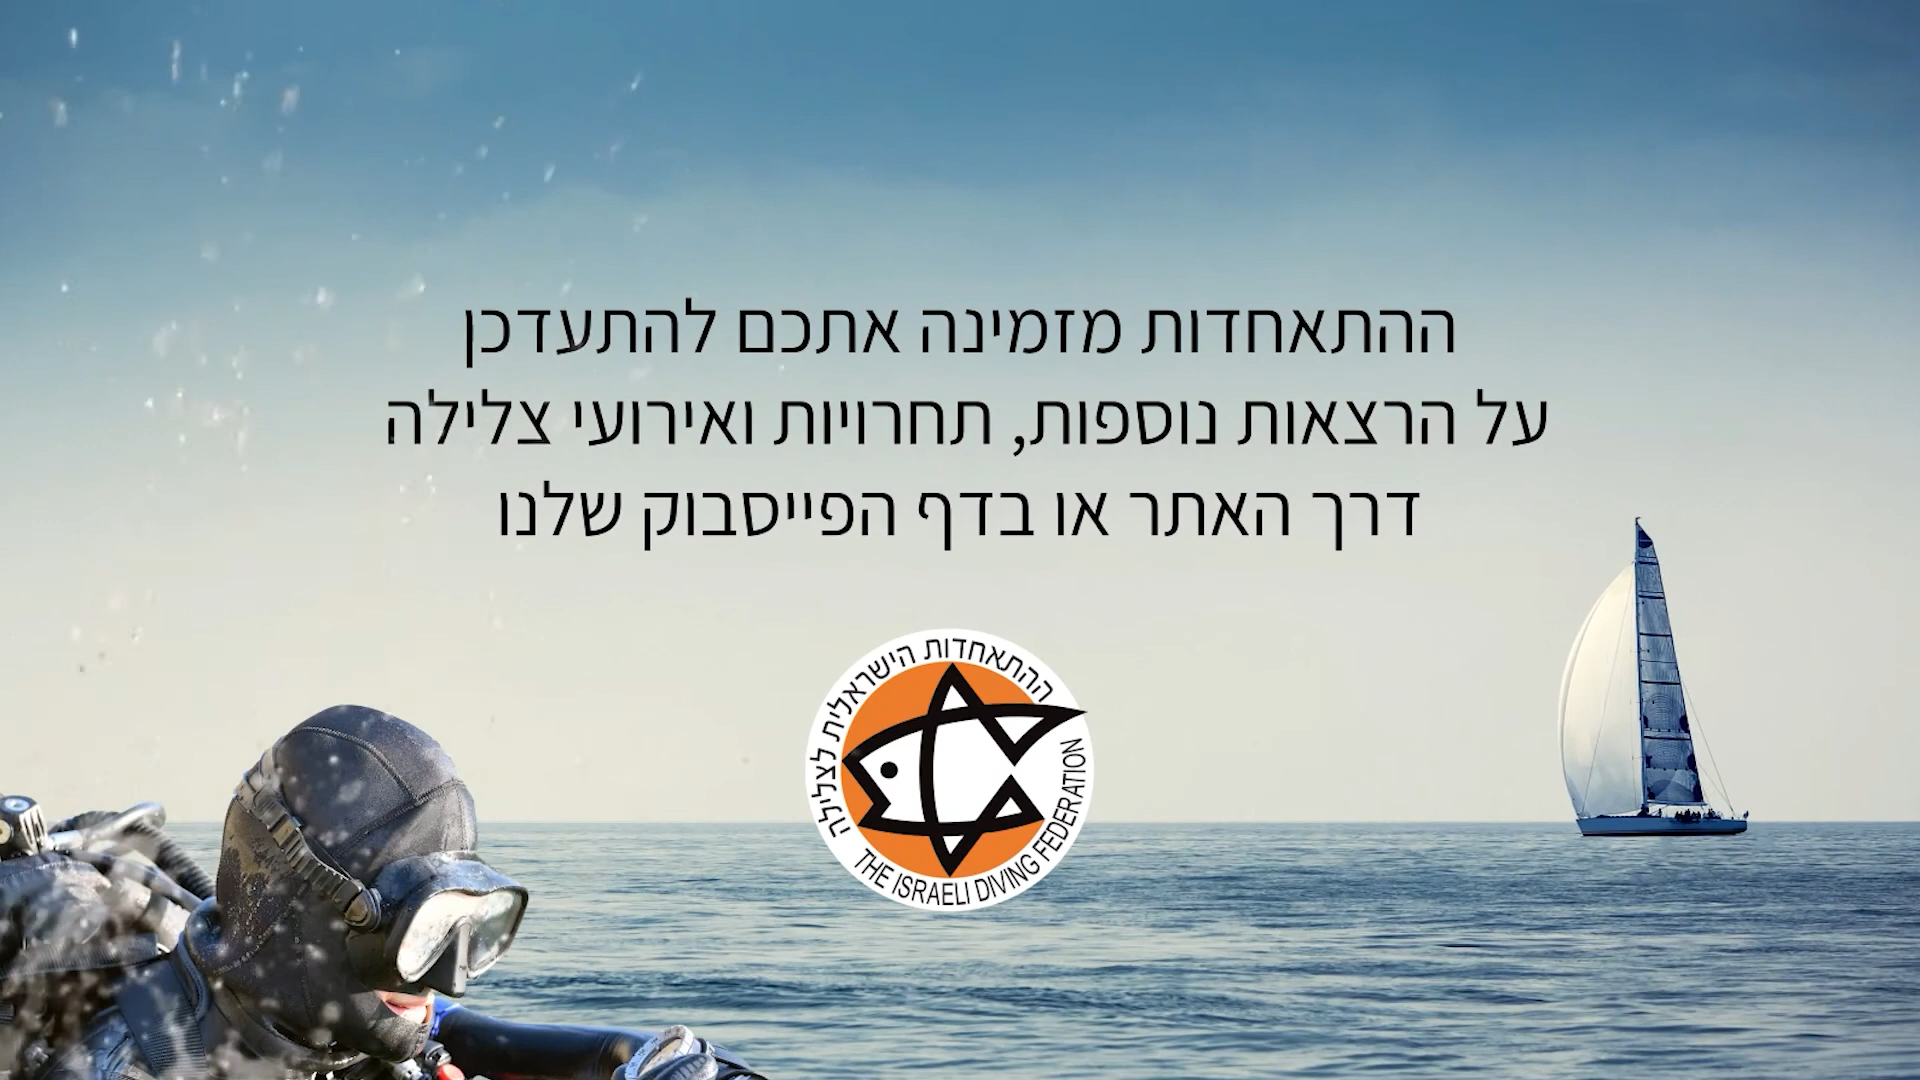 ההתאחדות מזמינה אתכם להתעדכן
על הרצאות נוספות, תחרויות ואירועי צלילה
דרך האתר או בדף הפייסבוק שלנו
ההתאחדות הישראלית לצלילה
THE ISRAELI DIVING FEDERATION